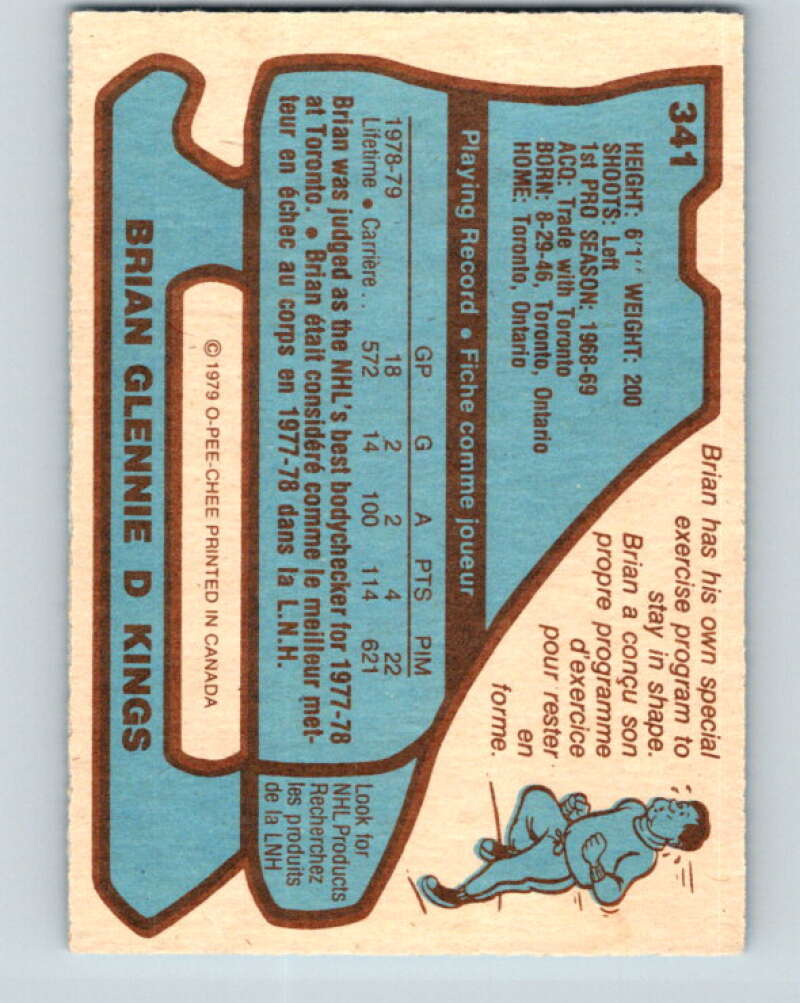 341
HEIGHT: 6'1'' WEIGHT: 200
SHOOTS: Left
1st PRO SEASON: 1968-69
ACQ: Trade with Toronto
BORN: 8-29-46, Toronto, Ontario
HOME: Toronto, Ontario
Brian has his own special
exercise program to
stay in shape.
Brian a conçu son
propre programme
d'exercice
pour rester
en
forme.
Playing Record • Fiche comme joueur
GP G A PTS PIM
1978-79 18 2 2 4 22
Lifetime • Carrière .. 572 14 100 114 621
Brian was judged as the NHL's best bodychecker for 1977-78
at Toronto. • Brian était considéré comme le meilleur met-
teur en échec au corps en 1977-78 dans la L.N.H.
Look for
NHL Products
Recherchez
les produits
de la LNH
©1979 O-PEE-CHEE PRINTED IN CANADA
BRIAN GLENNIE D KINGS